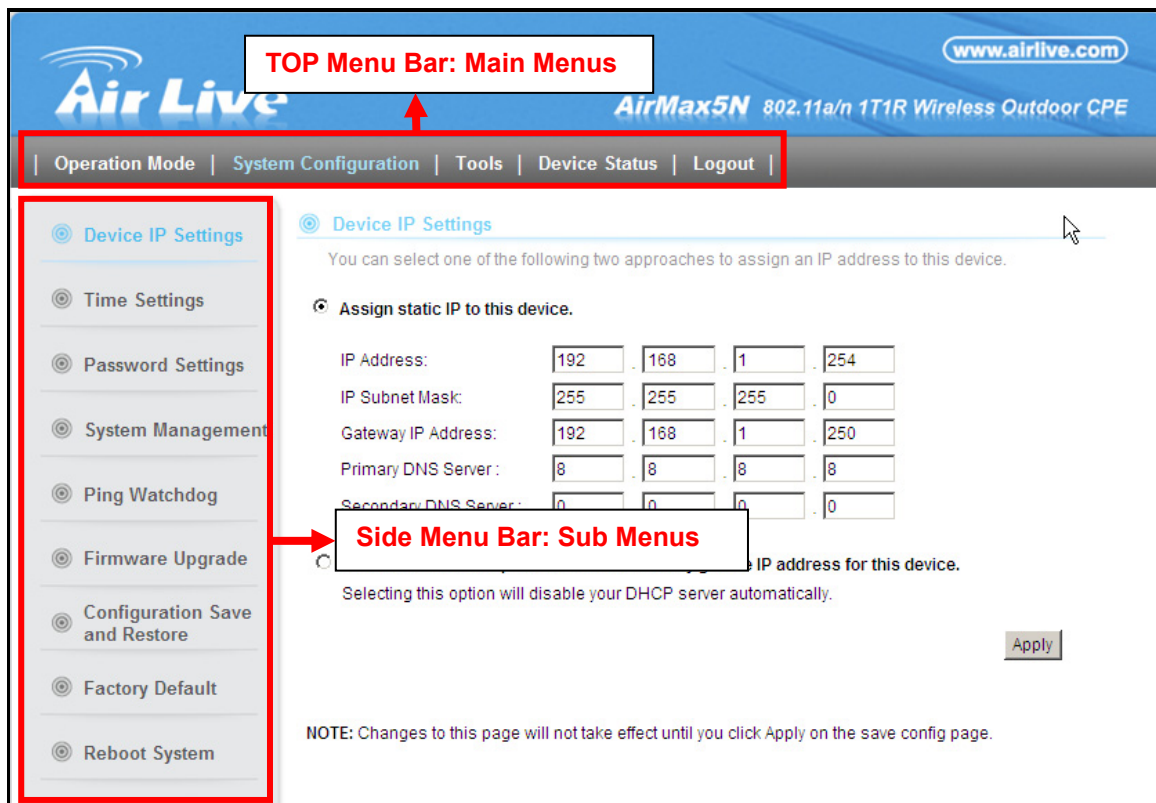 www.airlive.com
TOP Menu Bar: Main Menus
Air Live
AirMax5N 802.11a/n 1T1R Wireless Outdoor CPE
| Operation Mode | System Configuration | Tools | Device Status | Logout |
Device IP Settings
Time Settings
Password Settings
System Management
Ping Watchdog
Firmware Upgrade
Configuration Save
and Restore
Factory Default
Reboot System
Device IP Settings
You can select one of the following two approaches to assign an IP address to this device.
Assign static IP to this device.
IP Address: 192 . 168 . 1 . 254
IP Subnet Mask: 255 . 255 . 255 . 0
Gateway IP Address: 192 . 168 . 1 . 250
Primary DNS Server : 8 . 8 . 8 . 8
Secondary DNS Server : 0 . 0 . 0 . 0
Side Menu Bar: Sub Menus
IP address for this device.
Selecting this option will disable your DHCP server automatically.
Apply
NOTE: Changes to this page will not take effect until you click Apply on the save config page.